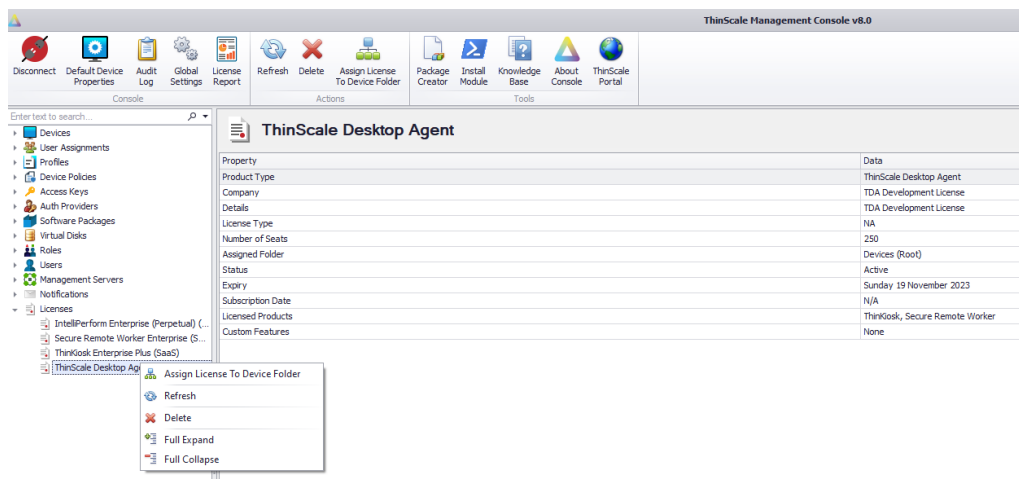 ThinScale Management Console v8.0
Disconnect
Default Device Properties
Audit Log
Global Settings
License Report
Refresh
Delete
Assign License To Device Folder
Package Creator
Install Module
Knowledge Base
About Console
ThinScale Portal
Console
Actions
Tools
Enter text to search...
Devices
User Assignments
Profiles
Device Policies
Access Keys
Auth Providers
Software Packages
Virtual Disks
Roles
Users
Management Servers
Notifications
Licenses
IntelliPerform Enterprise (Perpetual) (...
Secure Remote Worker Enterprise (S...
ThinKiosk Enterprise Plus (SaaS)
ThinScale Desktop Age
Assign License To Device Folder
Refresh
Delete
Full Expand
Full Collapse
ThinScale Desktop Agent
Property Data
Product Type ThinScale Desktop Agent
Company TDA Development License
Details TDA Development License
License Type NA
Number of Seats 250
Assigned Folder Devices (Root)
Status Active
Expiry Sunday 19 November 2023
Subscription Date N/A
Licensed Products ThinKiosk, Secure Remote Worker
Custom Features None